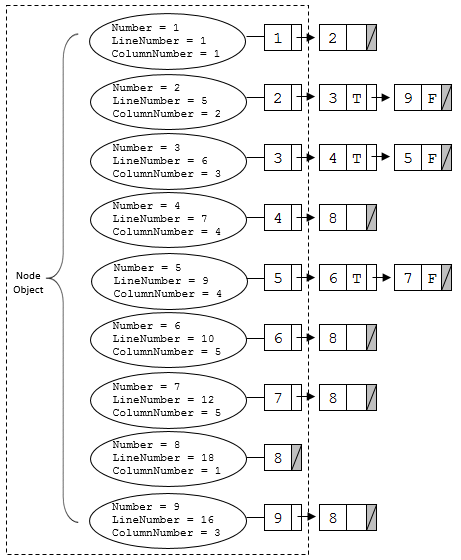 Number = 1
LineNumber = 1
ColumnNumber = 1
1 2
Number = 2
LineNumber = 5
ColumnNumber = 2
2 3 T 9 F
Number = 3
LineNumber = 6
ColumnNumber = 3
3 4 T 5 F
Number = 4
LineNumber = 7
ColumnNumber = 4
4 8
Node
Object
Number = 5
LineNumber = 9
ColumnNumber = 4
5 6 T 7 F
Number = 6
LineNumber = 10
ColumnNumber = 5
6 8
Number = 7
LineNumber = 12
ColumnNumber = 5
7 8
Number = 8
LineNumber = 18
ColumnNumber = 1
8
Number = 9
LineNumber = 16
ColumnNumber = 3
9 8